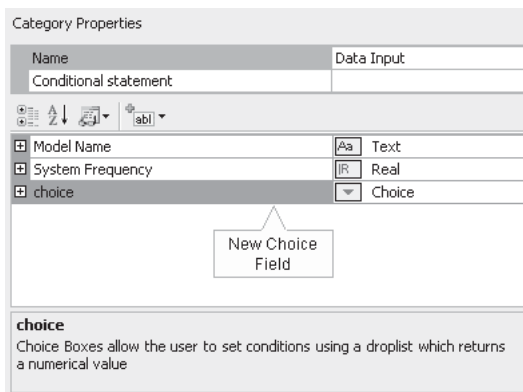 Category Properties
Name Data Input
Conditional statement
A Z abl
Model Name Aa Text
System Frequency IR Real
choice Choice
New Choice
Field
choice
Choice Boxes allow the user to set conditions using a droplist which returns
a numerical value